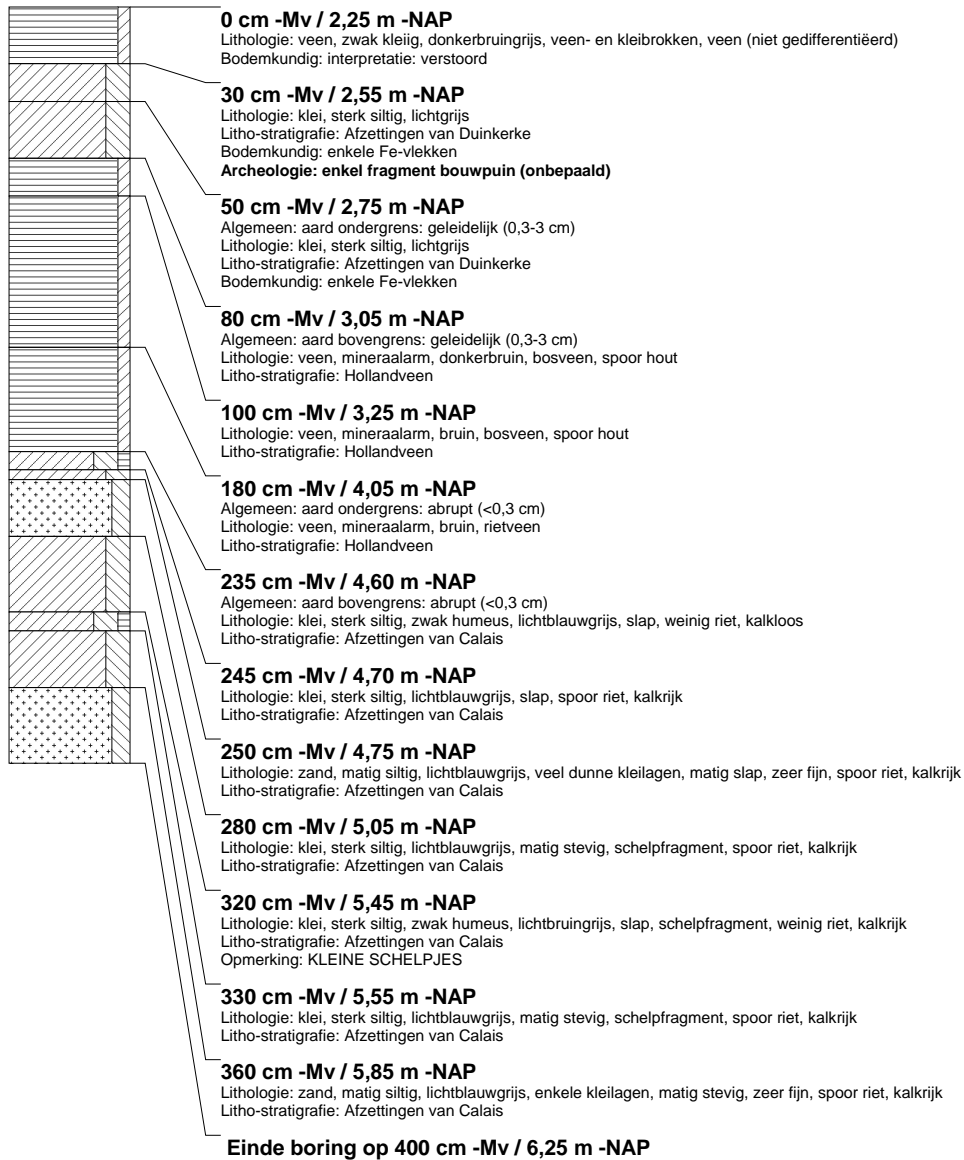 0 cm -Mv / 2,25 m -NAP
Lithologie: veen, zwak kleiig, donkerbruingrijs, veen- en kleibrokken, veen (niet gedifferentiëerd)
Bodemkundig: interpretatie: verstoord
30 cm -Mv / 2,55 m -NAP
Lithologie: klei, sterk siltig, lichtgrijs
Litho-stratigrafie: Afzettingen van Duinkerke
Bodemkundig: enkele Fe-vlekken
Archeologie: enkel fragment bouwpuin (onbepaald)
50 cm -Mv / 2,75 m -NAP
Algemeen: aard ondergrens: geleidelijk (0,3-3 cm)
Lithologie: klei, sterk siltig, lichtgrijs
Litho-stratigrafie: Afzettingen van Duinkerke
Bodemkundig: enkele Fe-vlekken
80 cm -Mv / 3,05 m -NAP
Algemeen: aard bovengrens: geleidelijk (0,3-3 cm)
Lithologie: veen, mineraalarm, donkerbruin, bosveen, spoor hout
Litho-stratigrafie: Hollandveen
100 cm -Mv / 3,25 m -NAP
Lithologie: veen, mineraalarm, bruin, bosveen, spoor hout
Litho-stratigrafie: Hollandveen
180 cm -Mv / 4,05 m -NAP
Algemeen: aard ondergrens: abrupt (<0,3 cm)
Lithologie: veen, mineraalarm, bruin, rietveen
Litho-stratigrafie: Hollandveen
235 cm -Mv / 4,60 m -NAP
Algemeen: aard bovengrens: abrupt (<0,3 cm)
Lithologie: klei, sterk siltig, zwak humeus, lichtblauwgrijs, slap, weinig riet, kalkloos
Litho-stratigrafie: Afzettingen van Calais
245 cm -Mv / 4,70 m -NAP
Lithologie: klei, sterk siltig, lichtblauwgrijs, slap, spoor riet, kalkrijk
Litho-stratigrafie: Afzettingen van Calais
250 cm -Mv / 4,75 m -NAP
Lithologie: zand, matig siltig, lichtblauwgrijs, veel dunne kleilagen, matig slap, zeer fijn, spoor riet, kalkrijk
Litho-stratigrafie: Afzettingen van Calais
280 cm -Mv / 5,05 m -NAP
Lithologie: klei, sterk siltig, lichtblauwgrijs, matig stevig, schelpfragment, spoor riet, kalkrijk
Litho-stratigrafie: Afzettingen van Calais
320 cm -Mv / 5,45 m -NAP
Lithologie: klei, sterk siltig, zwak humeus, lichtbruingrijs, slap, schelpfragment, weinig riet, kalkrijk
Litho-stratigrafie: Afzettingen van Calais
Opmerking: KLEINE SCHELPJES
330 cm -Mv / 5,55 m -NAP
Lithologie: klei, sterk siltig, lichtblauwgrijs, matig stevig, schelpfragment, spoor riet, kalkrijk
Litho-stratigrafie: Afzettingen van Calais
360 cm -Mv / 5,85 m -NAP
Lithologie: zand, matig siltig, lichtblauwgrijs, enkele kleilagen, matig stevig, zeer fijn, spoor riet, kalkrijk
Litho-stratigrafie: Afzettingen van Calais
Einde boring op 400 cm -Mv / 6,25 m -NAP